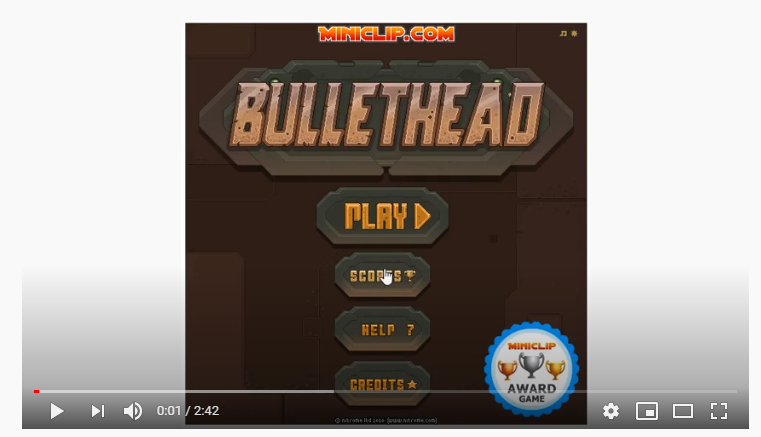 MINICLIP.COM
BULLETHEAD
PLAY
SCORES
HELP ?
CREDITS
MINICLIP
AWARD
GAME
0:01 / 2:42